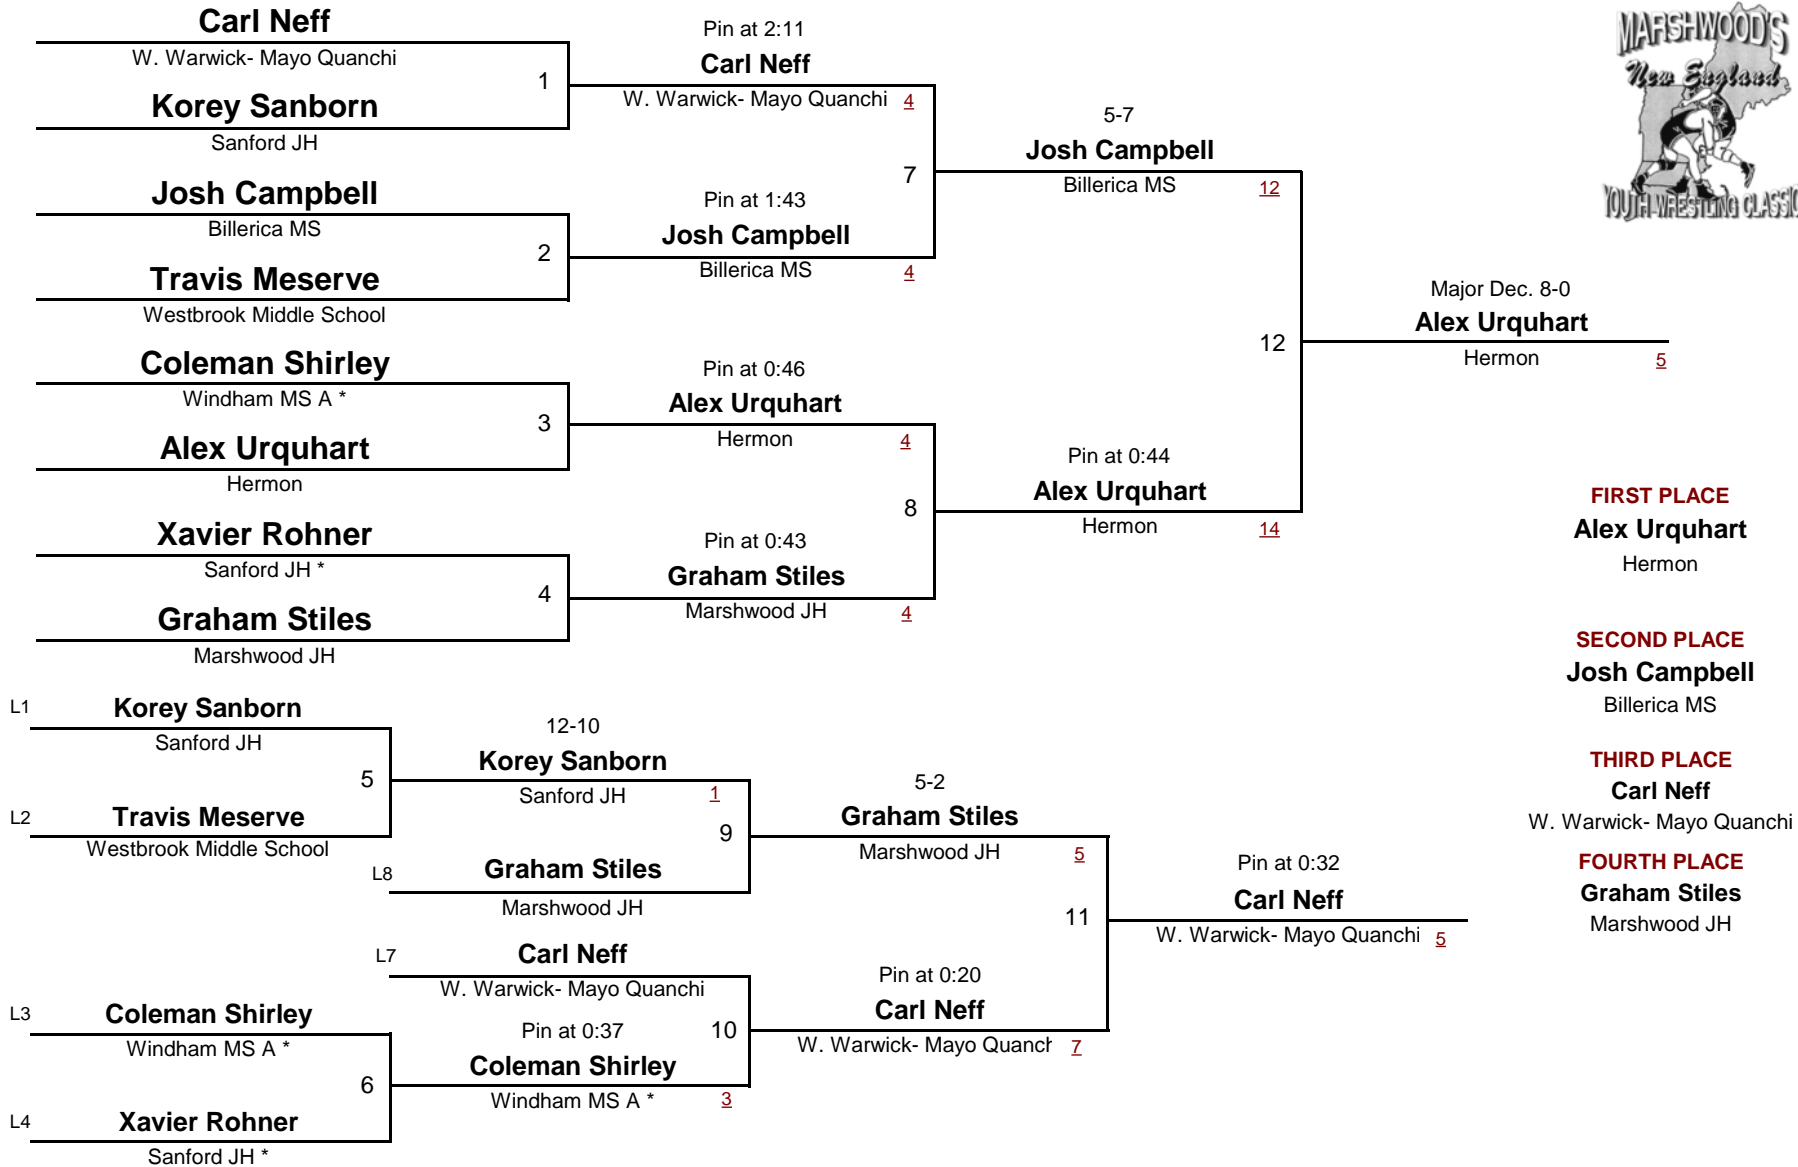 Carl Neff
W. Warwick- Mayo Quanchi
1
Korey Sanborn
Sanford JH
Josh Campbell
Billerica MS
2
Travis Meserve
Westbrook Middle School
Coleman Shirley
Windham MS A *
3
Alex Urquhart
Hermon
Xavier Rohner
Sanford JH *
4
Graham Stiles
Marshwood JH
Pin at 2:11
Carl Neff
W. Warwick- Mayo Quanchi 4
7
Pin at 1:43
Josh Campbell
Billerica MS 4
Pin at 0:46
Alex Urquhart
Hermon 4
8
Pin at 0:43
Graham Stiles
Marshwood JH 4
5-7
Josh Campbell
Billerica MS 12
12
Pin at 0:44
Alex Urquhart
Hermon 14
Major Dec. 8-0
Alex Urquhart
Hermon 5
MARSHWOOD'S
New England
YOUTH WRESTLING CLASSIC
FIRST PLACE
Alex Urquhart
Hermon
SECOND PLACE
Josh Campbell
Billerica MS
THIRD PLACE
Carl Neff
W. Warwick- Mayo Quanchi
FOURTH PLACE
Graham Stiles
Marshwood JH
L1 Korey Sanborn
Sanford JH
5
L2 Travis Meserve
Westbrook Middle School
12-10
Korey Sanborn
Sanford JH 1
9
L8 Graham Stiles
Marshwood JH
L7 Carl Neff
W. Warwick- Mayo Quanchi
10
L3 Coleman Shirley
Windham MS A *
6
L4 Xavier Rohner
Sanford JH *
Pin at 0:37
Coleman Shirley
Windham MS A * 3
5-2
Graham Stiles
Marshwood JH 5
11
Pin at 0:20
Carl Neff
W. Warwick- Mayo Quanch 7
Pin at 0:32
Carl Neff
W. Warwick- Mayo Quanchi 5